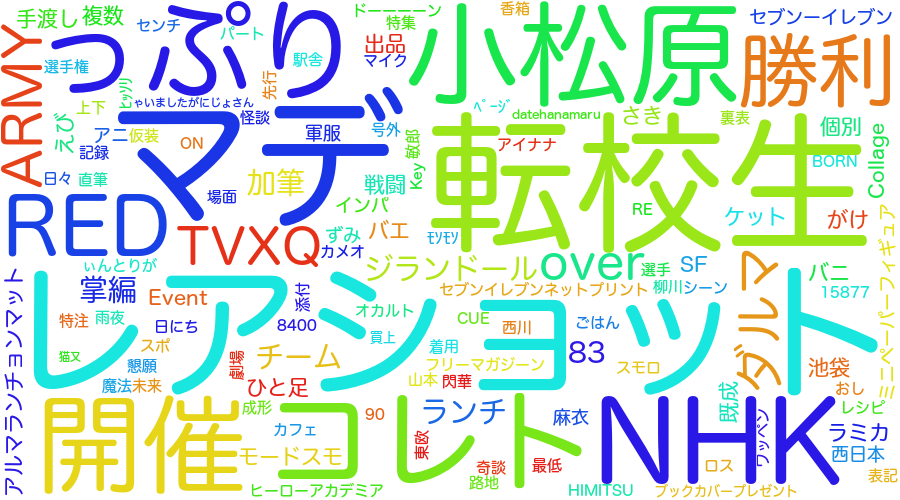 手渡し
複数
センチ
っぷり
ドーーーーン
香箱
セブンーイレブン
特集
小松原
パート
出品
マイク
勝利
ARMY
選手権
駅舎
先行
ヒッソリ
ゃいましたがにじょさん
上下
えび
アニ
仮装
マデ
怪談
軍服
号外
ページ
datehanamaru
さき
裏表
個別
記録
ON
Key
敏郎
アイナナ
転校生
BORN
Collage
日々
直筆
場面
加筆
戦闘
インパ
RE
ケット
がけ
RED
TVXQ
ずみ
バエ
カメオ
モソモソ
ぃんとりが
ジランドール
over
選手
SF
ダルマ
バニ
ミニペーパーフィギュア
掌編
Event
添付
セブンイレブンネットプリント
柳川
シーン
15877
アルマランチョンマット
レアショット
特注
雨夜
日にち
8400
オカルト
CUE
西川
ごはん
猫又
スポ
買上
着用
83
懇願
劇場
チーム
フリーマガジーン
スモロ
池袋
魔法
未来
ひと足
山本
閃華
既成
おし
開催
コレト
成形
90
ランチ
麻衣
NHK
ワッペン
レシピ
カフェ
東欧
ラミカ
モードスモ
奇談
最低
西日本
路地
ロス
表記
ヒーローアカデミア
HIMITSU
ブックカバープレゼント